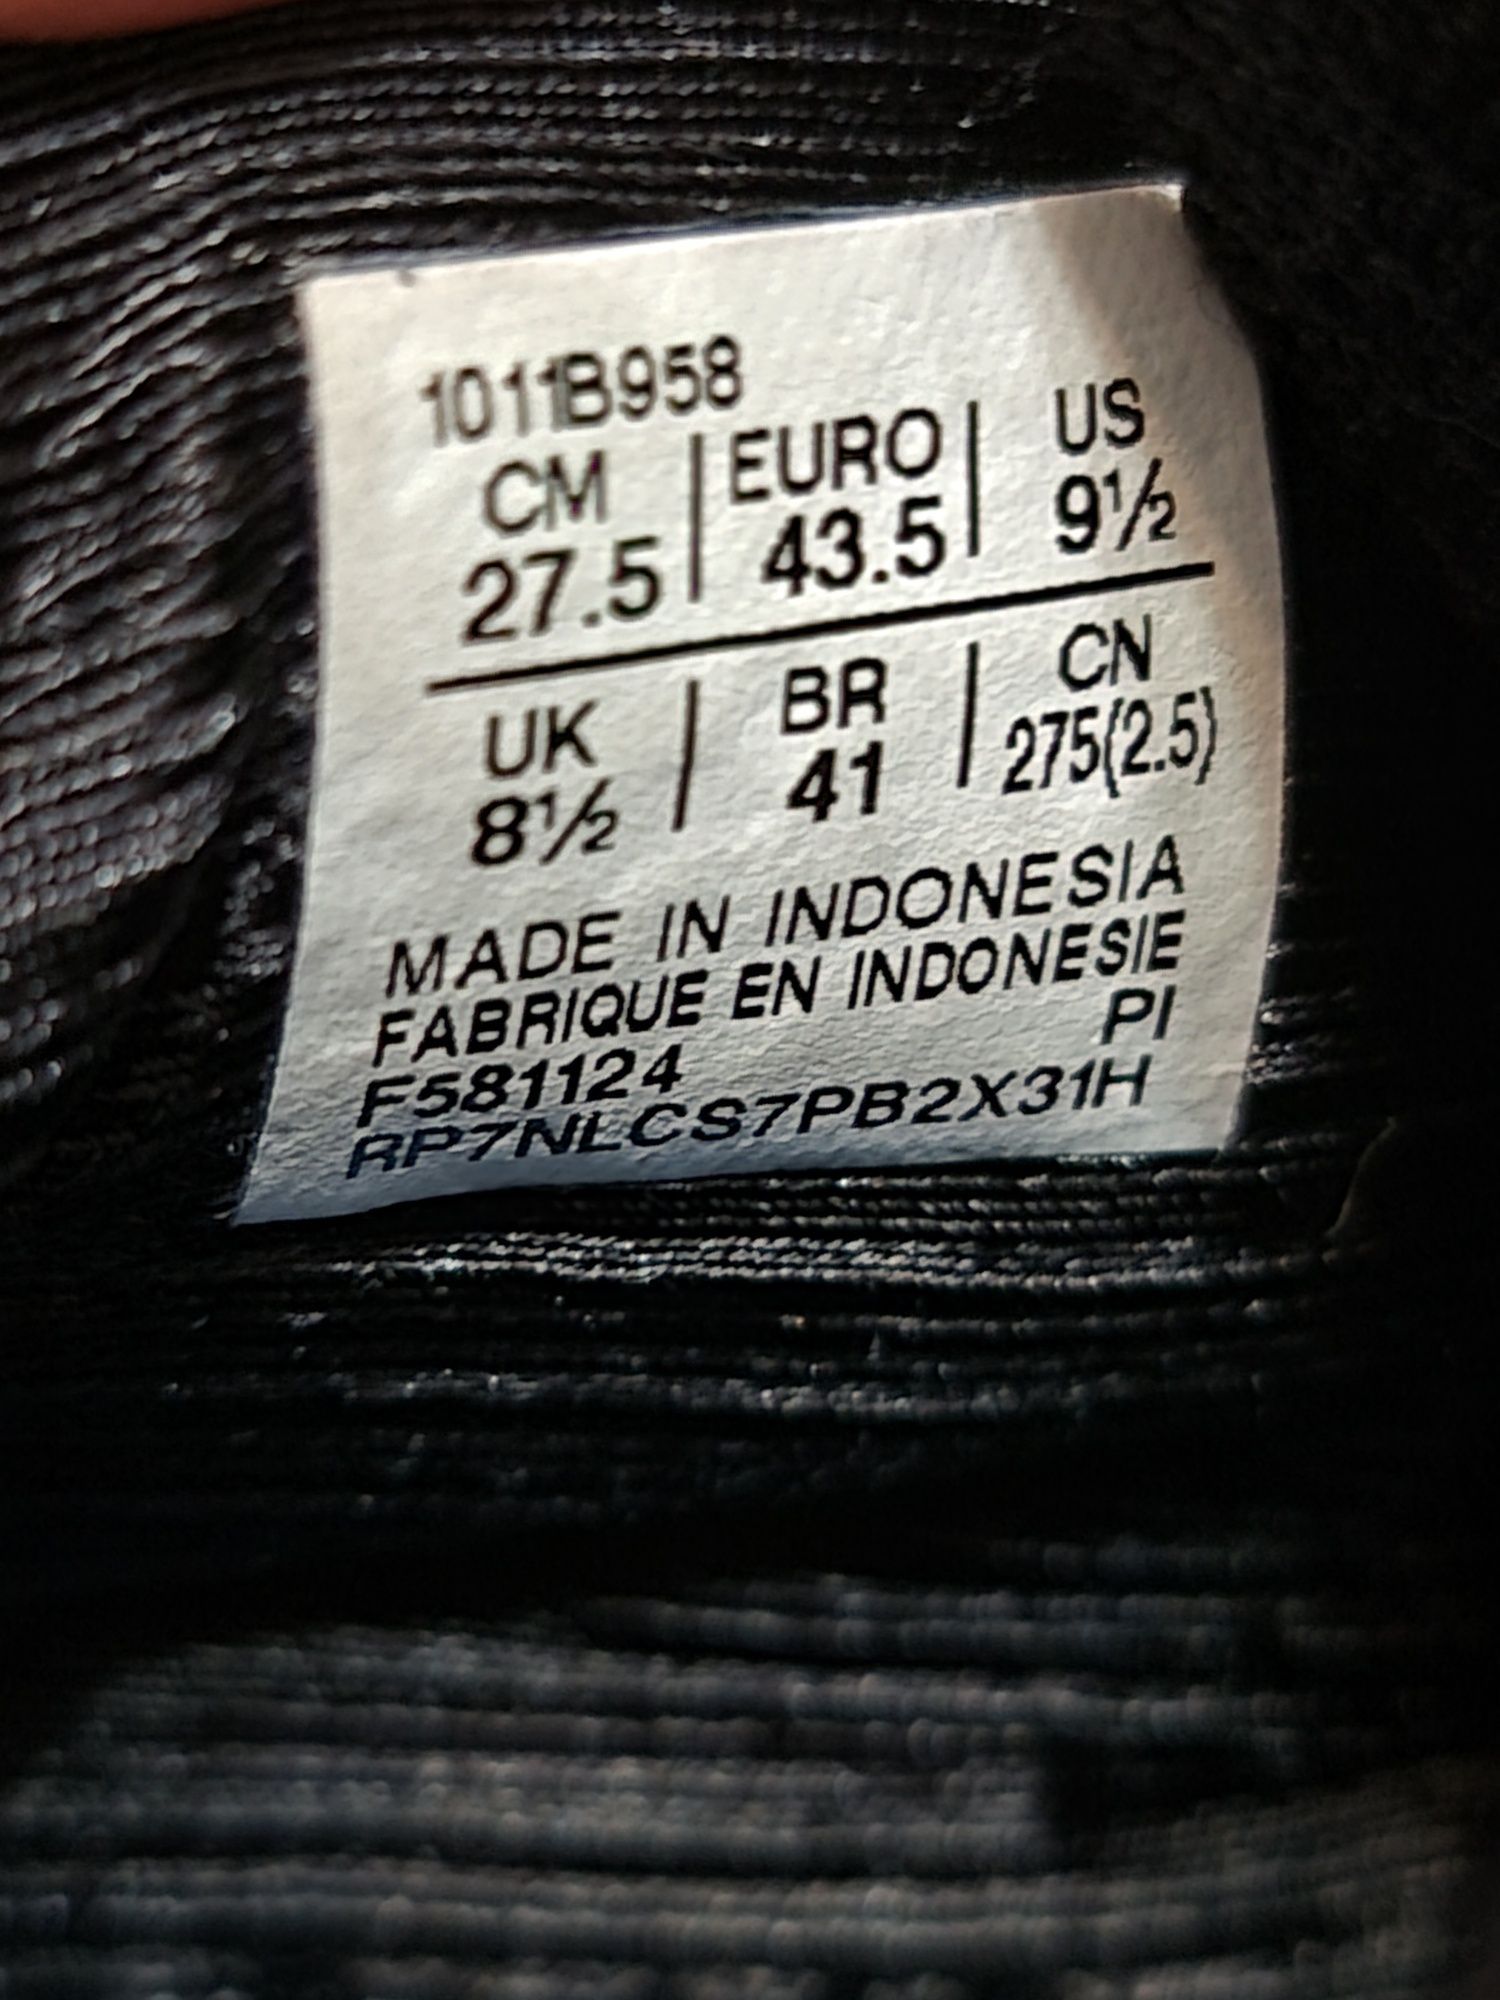 1011B958
CM | EURO | US
27.5 | 43.5 | 9½
UK | BR | CN
8½ | 41 | 275(2.5)
MADE IN INDONESIA
FABRIQUE EN INDONESIE
PI
F581124
RP7NLCS7PB2X31H